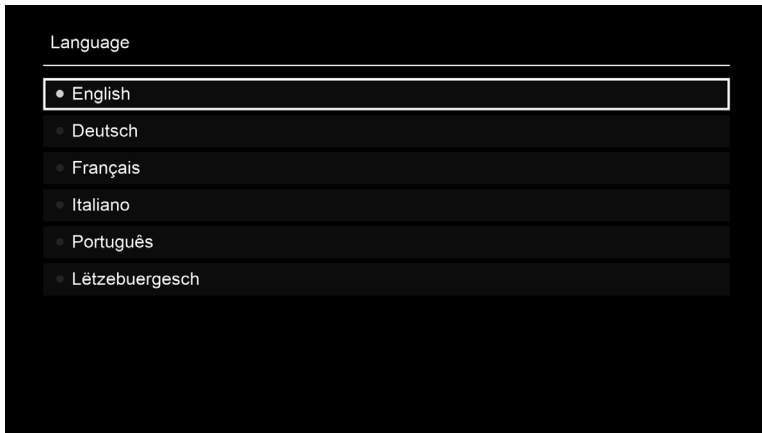 Language
English
Deutsch
Français
Italiano
Português
Lëtzebuergesch